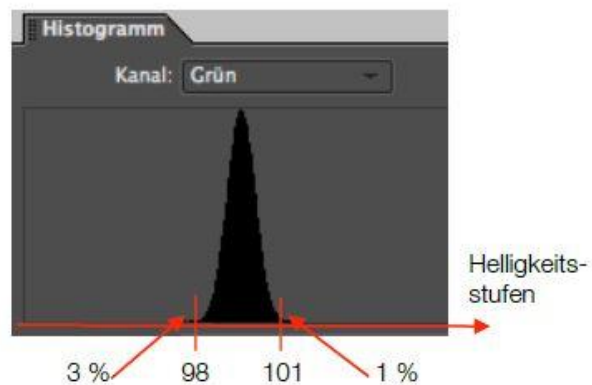 Histogramm
Kanal: Grün
Helligkeits-
stufen
3 % 98 101 1 %